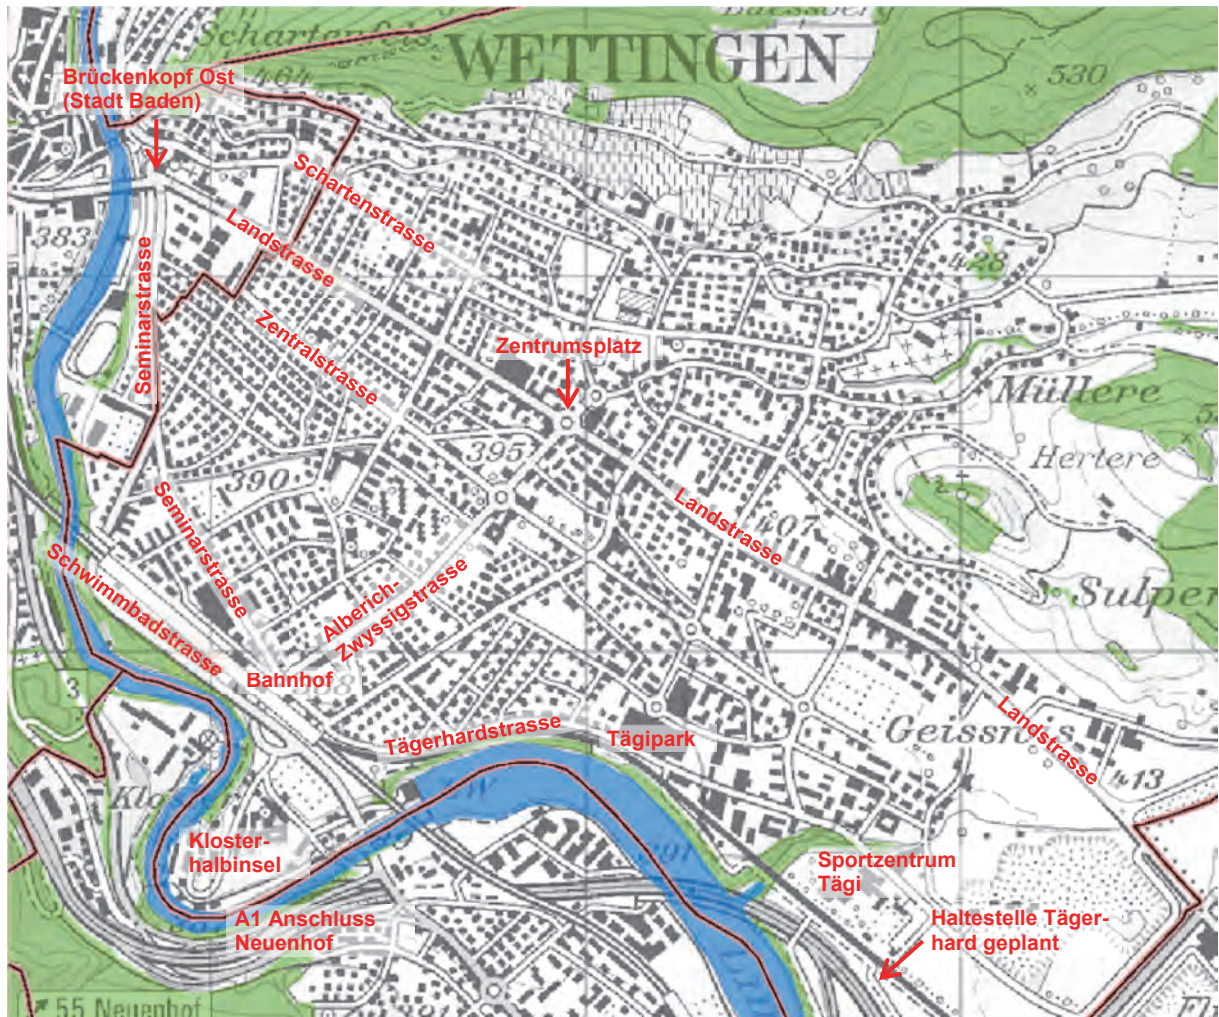 WETTINGEN
Brückenkopf Ost
(Stadt Baden)
464
530
Schartenstrasse
Landstrasse
383
Seminarstrasse
428
Zentralstrasse
Zentrumsplatz
Müllere
Hertere
395
390
Seminarstrasse
Landstrasse
407
Schwimmbadstrasse
Alberich-
Zwyssigstrasse
Sulper
Bahnhof
Tägerhardstrasse
Tägipark
Landstrasse
413
Kloster-
halbinsel
Sportzentrum
Tägi
A1 Anschluss
Neuenhof
Haltestelle Täger-
hard geplant
55 Neuenhof